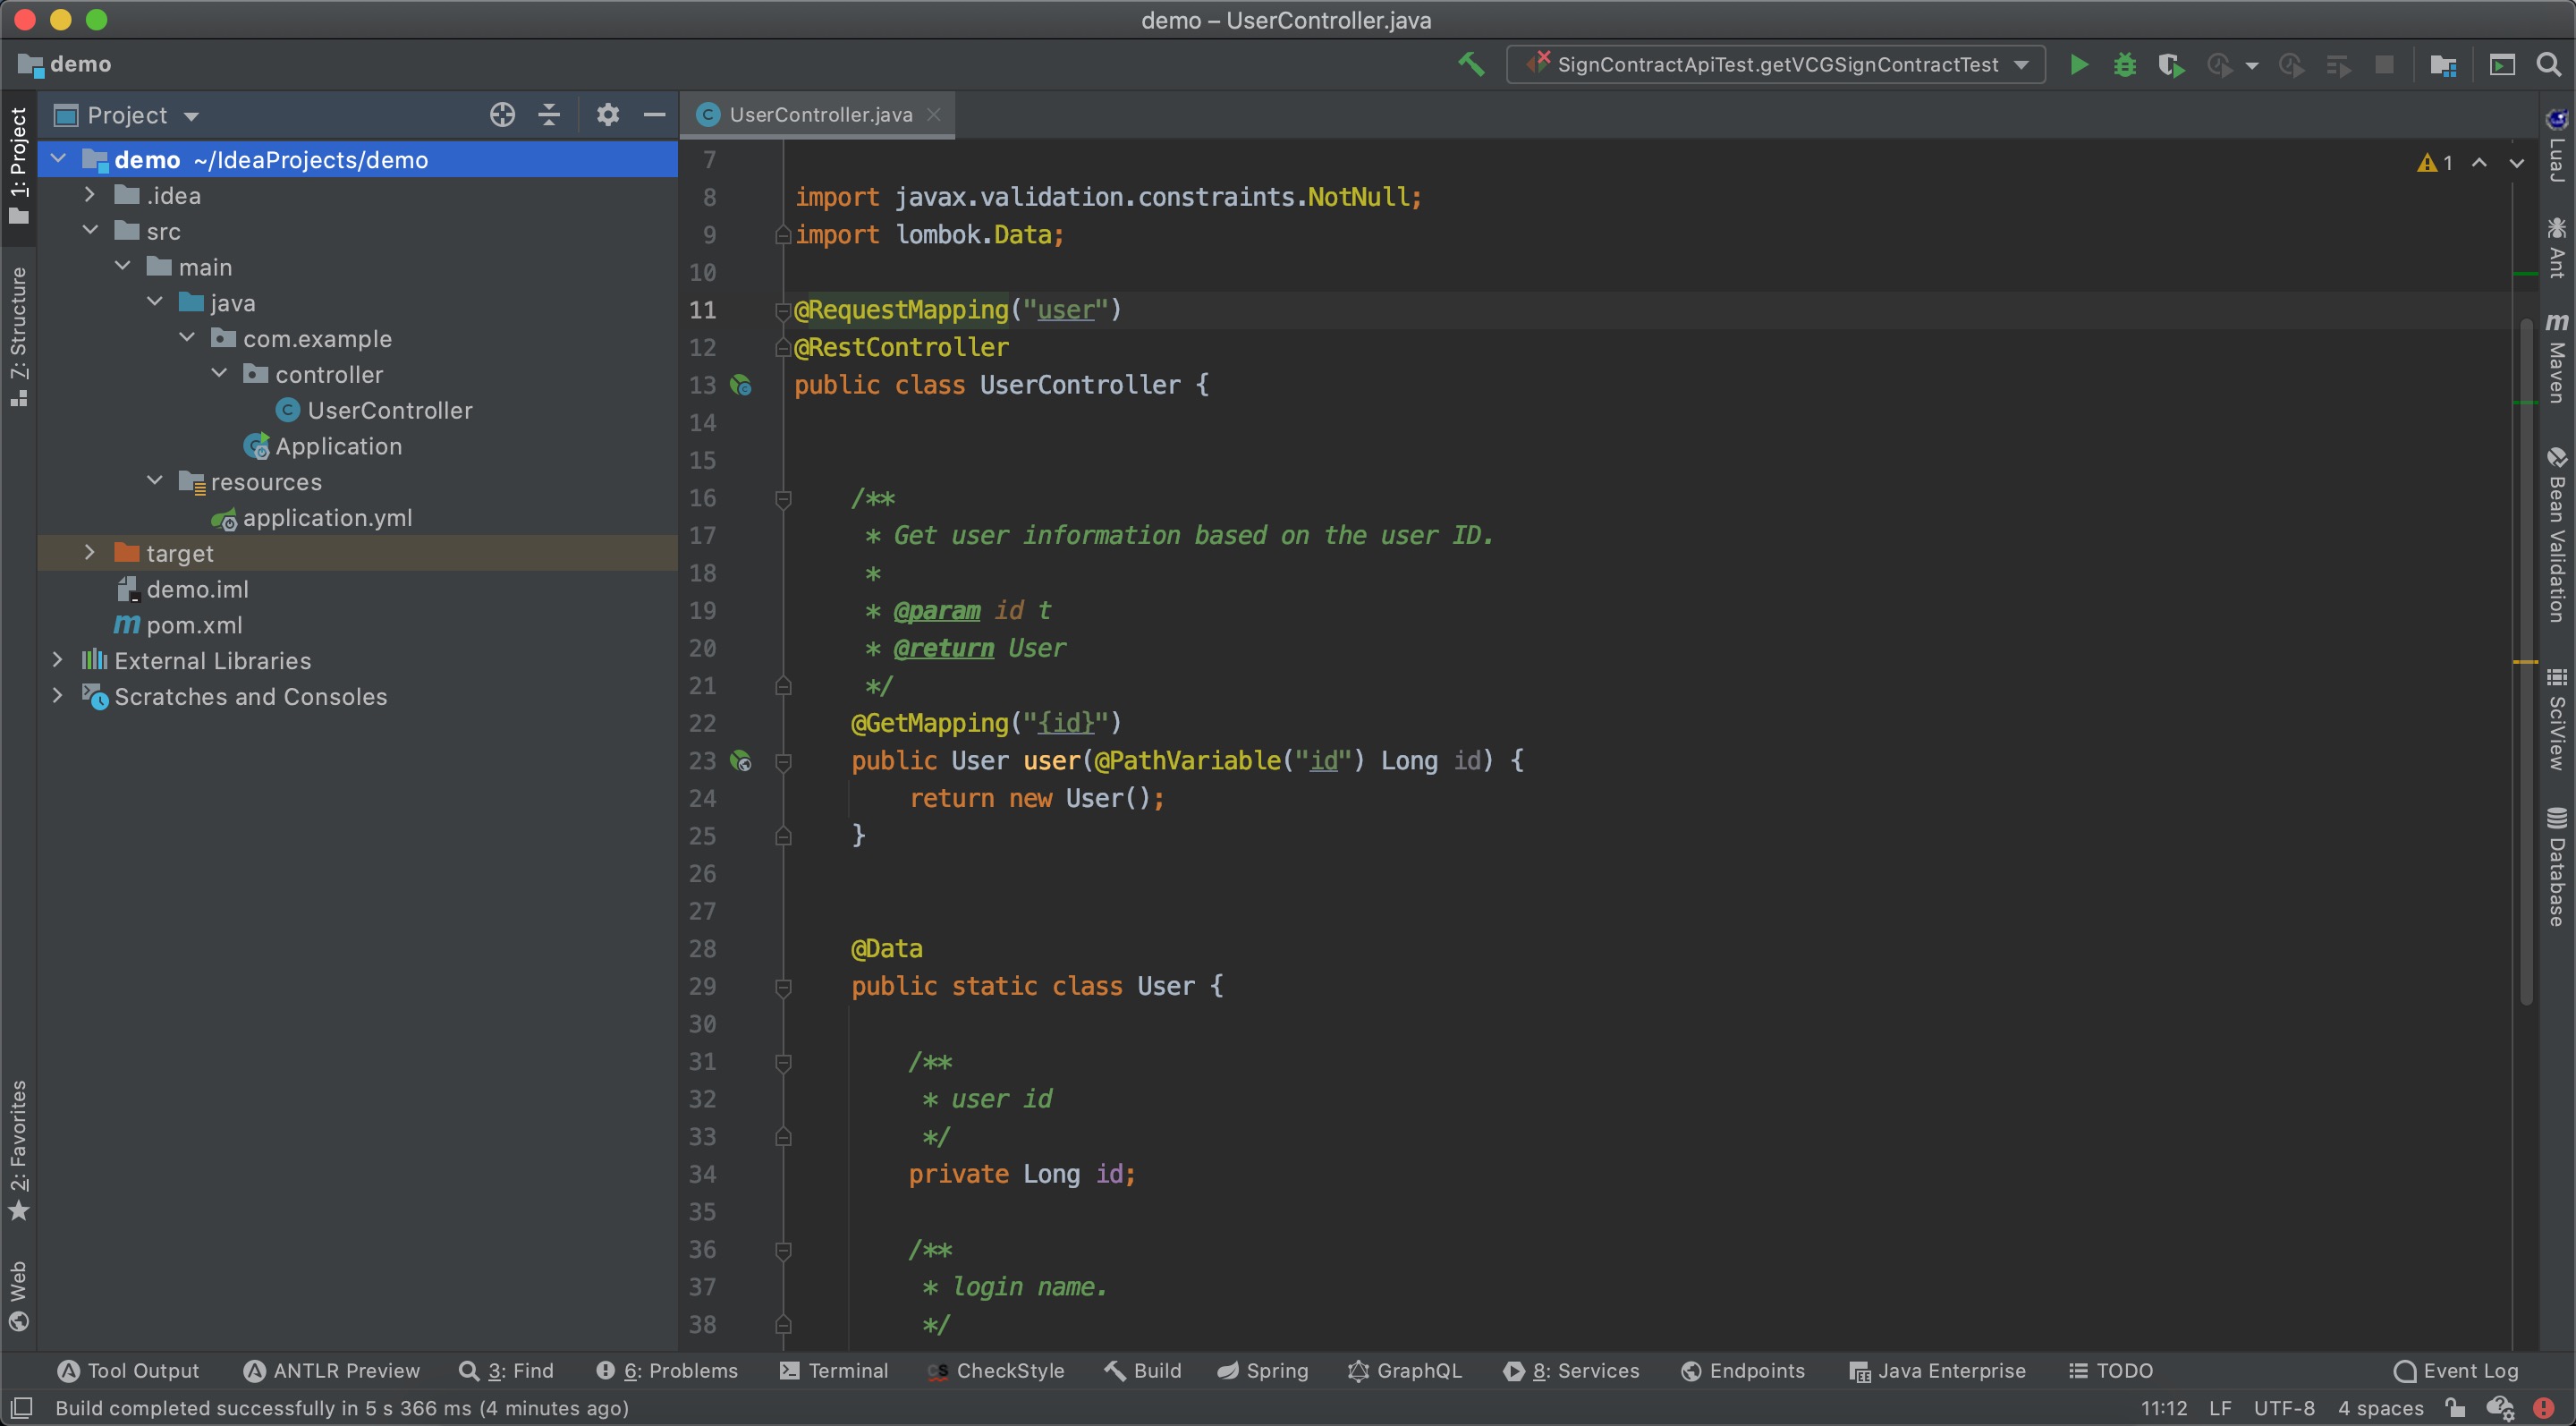 demo – UserController.java
demo
SignContractApiTest.getVCGSignContractTest
1: Project
Z: Structure
2: Favorites
Web
Project
demo ~/IdeaProjects/demo
.idea
src
main
java
com.example
controller
UserController
Application
resources
application.yml
target
demo.iml
pom.xml
External Libraries
Scratches and Consoles
UserController.java
1
7
8 import javax.validation.constraints.NotNull;
9 import lombok.Data;
10
11 @RequestMapping("user")
12 @RestController
13 public class UserController {
14
15
16 /**
17 * Get user information based on the user ID.
18 *
19 * @param id t
20 * @return User
21 */
22 @GetMapping("{id}")
23 public User user(@PathVariable("id") Long id) {
24 return new User();
25 }
26
27
28 @Data
29 public static class User {
30
31 /**
32 * user id
33 */
34 private Long id;
35
36 /**
37 * login name.
38 */
LuaJ
Ant
Maven
Bean Validation
SciView
Database
Tool Output
ANTLR Preview
3: Find
6: Problems
Terminal
CheckStyle
Build
Spring
GraphQL
8: Services
Endpoints
Java Enterprise
TODO
Event Log
Build completed successfully in 5 s 366 ms (4 minutes ago)
11:12 LF UTF-8 4 spaces